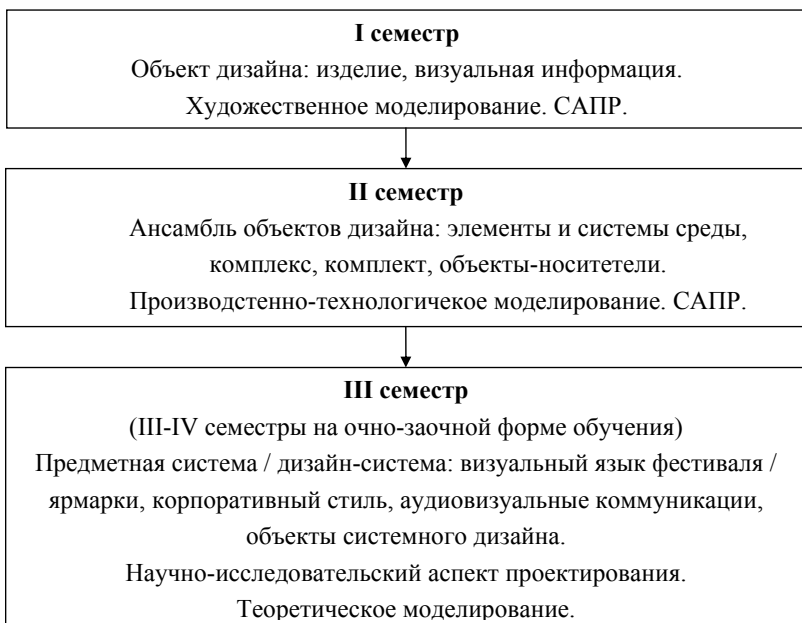 I семестр
Объект дизайна: изделие, визуальная информация.
Художественное моделирование. САПР.
II семестр
Ансамбль объектов дизайна: элементы и системы среды,
комплекс, комплект, объекты-носитетели.
Производстенно-технологичекое моделирование. САПР.
III семестр
(III-IV семестры на очно-заочной форме обучения)
Предметная система / дизайн-система: визуальный язык фестиваля /
ярмарки, корпоративный стиль, аудиовизуальные коммуникации,
объекты системного дизайна.
Научно-исследовательский аспект проектирования.
Теоретическое моделирование.